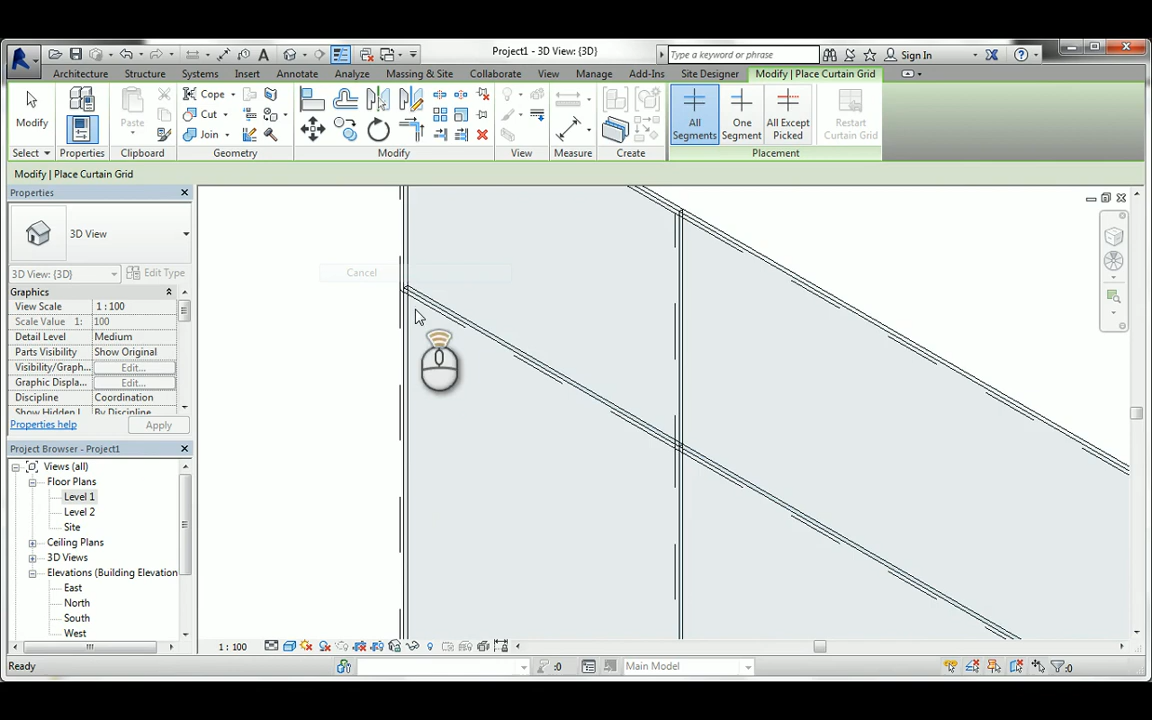 Project1 - 3D View: {3D}
Type a keyword or phrase
Sign In
Architecture
Structure
Systems
Insert
Annotate
Analyze
Massing & Site
Collaborate
View
Manage
Add-Ins
Site Designer
Modify | Place Curtain Grid
Modify
Paste
Cope
Cut
Join
All Segments
One Segment
All Except Picked
Restart Curtain Grid
Select
Properties
Clipboard
Geometry
Modify
View
Measure
Create
Placement
Modify | Place Curtain Grid
Properties
3D View
3D View: {3D}
Edit Type
Graphics
View Scale 1 : 100
Scale Value 1: 100
Detail Level Medium
Parts Visibility Show Original
Visibility/Graph... Edit...
Graphic Displa... Edit...
Discipline Coordination
Show Hidden L By Discipline
Properties help
Apply
Project Browser - Project1
Views (all)
Floor Plans
Level 1
Level 2
Site
Ceiling Plans
3D Views
Elevations (Building Elevation
East
North
South
West
Cancel
1 : 100
Ready
:0
Main Model
:0